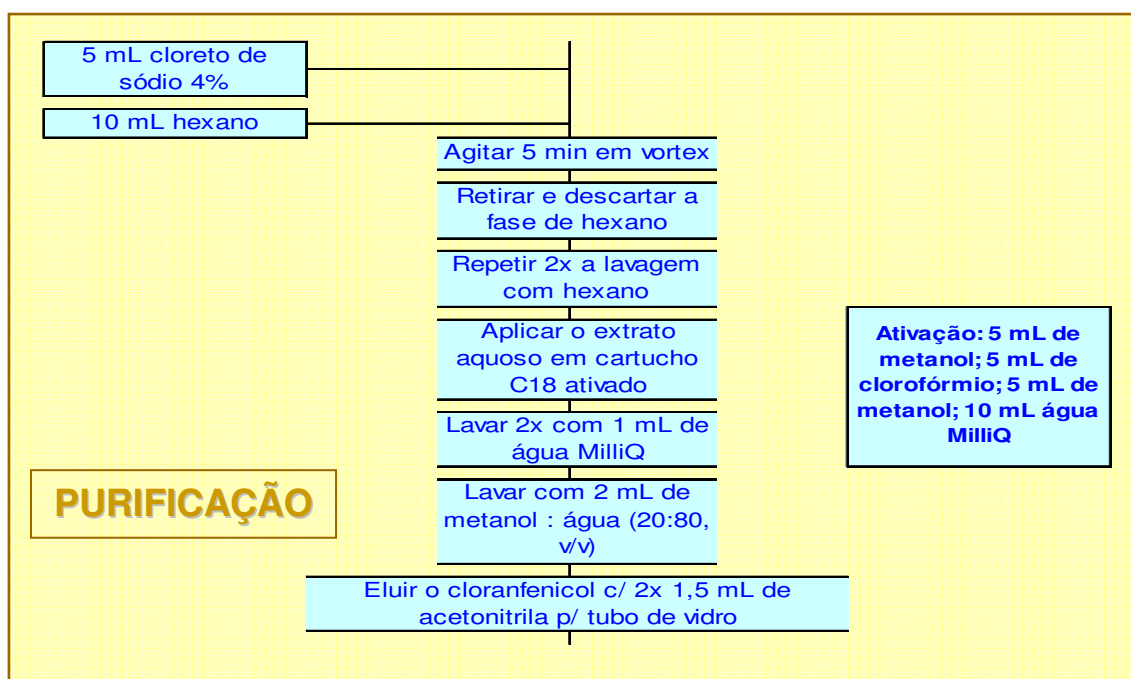 5 mL cloreto de
sódio 4%
10 mL hexano
Agitar 5 min em vortex
Retirar e descartar a
fase de hexano
Repetir 2x a lavagem
com hexano
Aplicar o extrato
aquoso em cartucho
C18 ativado
Ativação: 5 mL de
metanol; 5 mL de
clorofórmio; 5 mL de
metanol; 10 mL água
MilliQ
Lavar 2x com 1 mL de
água MilliQ
PURIFICAÇÃO
Lavar com 2 mL de
metanol : água (20:80,
v/v)
Eluir o cloranfenicol c/ 2x 1,5 mL de
acetonitrila p/ tubo de vidro